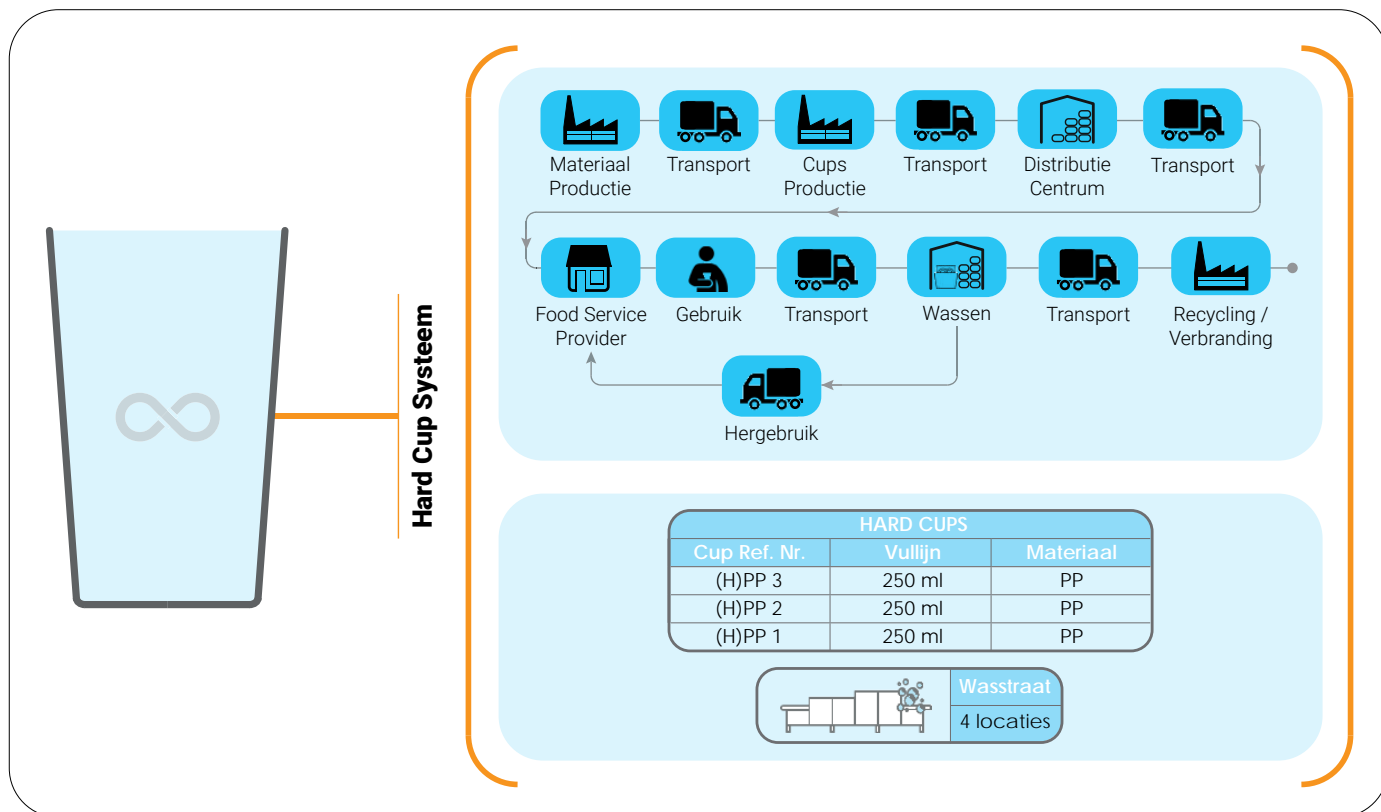 Hard Cup Systeem
Materiaal
Productie
Transport
Cups
Productie
Transport
Distributie
Centrum
Transport
Food Service
Provider
Gebruik
Transport
Wassen
Transport
Recycling /
Verbranding
Hergebruik
HARD CUPS
Cup Ref. Nr. Vullijn Materiaal
(H)PP 3 250 ml PP
(H)PP 2 250 ml PP
(H)PP 1 250 ml PP
Wasstraat
4 locaties